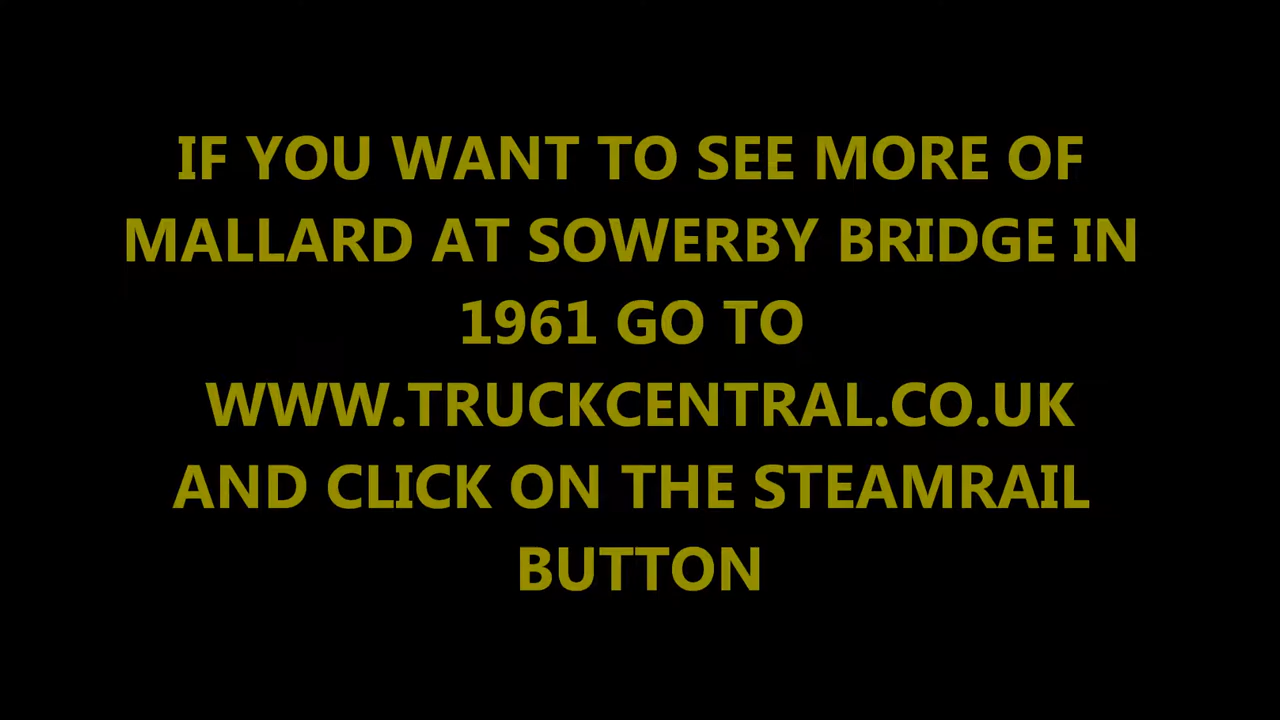 IF YOU WANT TO SEE MORE OF
MALLARD AT SOWERBY BRIDGE IN
1961 GO TO
WWW.TRUCKCENTRAL.CO.UK
AND CLICK ON THE STEAMRAIL
BUTTON